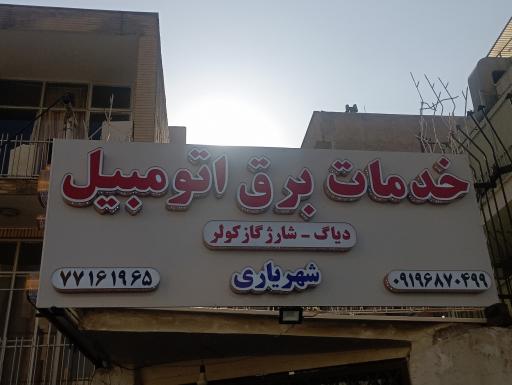 خدمات برق اتومبیل
دیاگ - شارژ گاز کولر
شهریاری
۰۹۱۹۶۸۷۰۴۹۹
۷۷۱۶۱۹۶۵